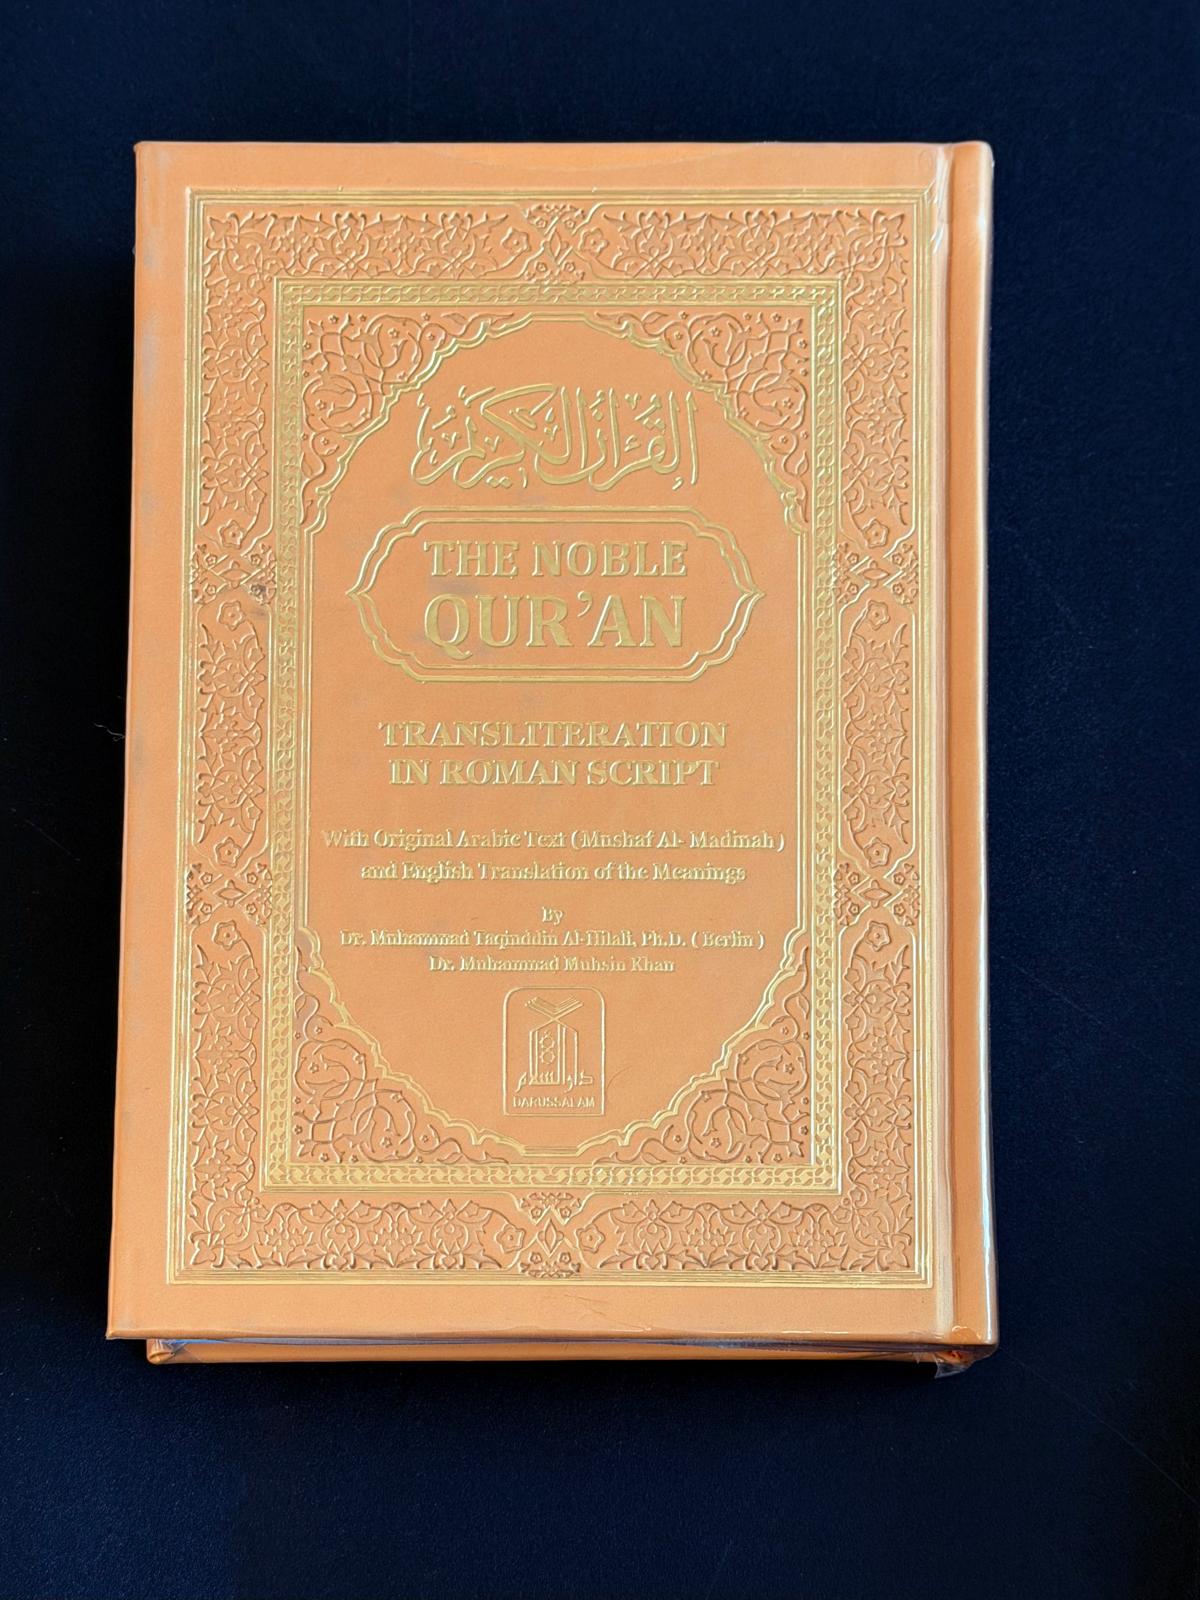 القرآن الكريم
THE NOBLE
QUR'AN
TRANSLITERATION
IN ROMAN SCRIPT
With Original Arabic Text ( Mushaf Al- Madinah )
and English Translation of the Meanings
By
Dr. Muhammad Taqinddin Al-Hilali, Ph.D. ( Berlin )
Dr. Muhammad Muhsin Khan
دار السلام
DARUSSALAM